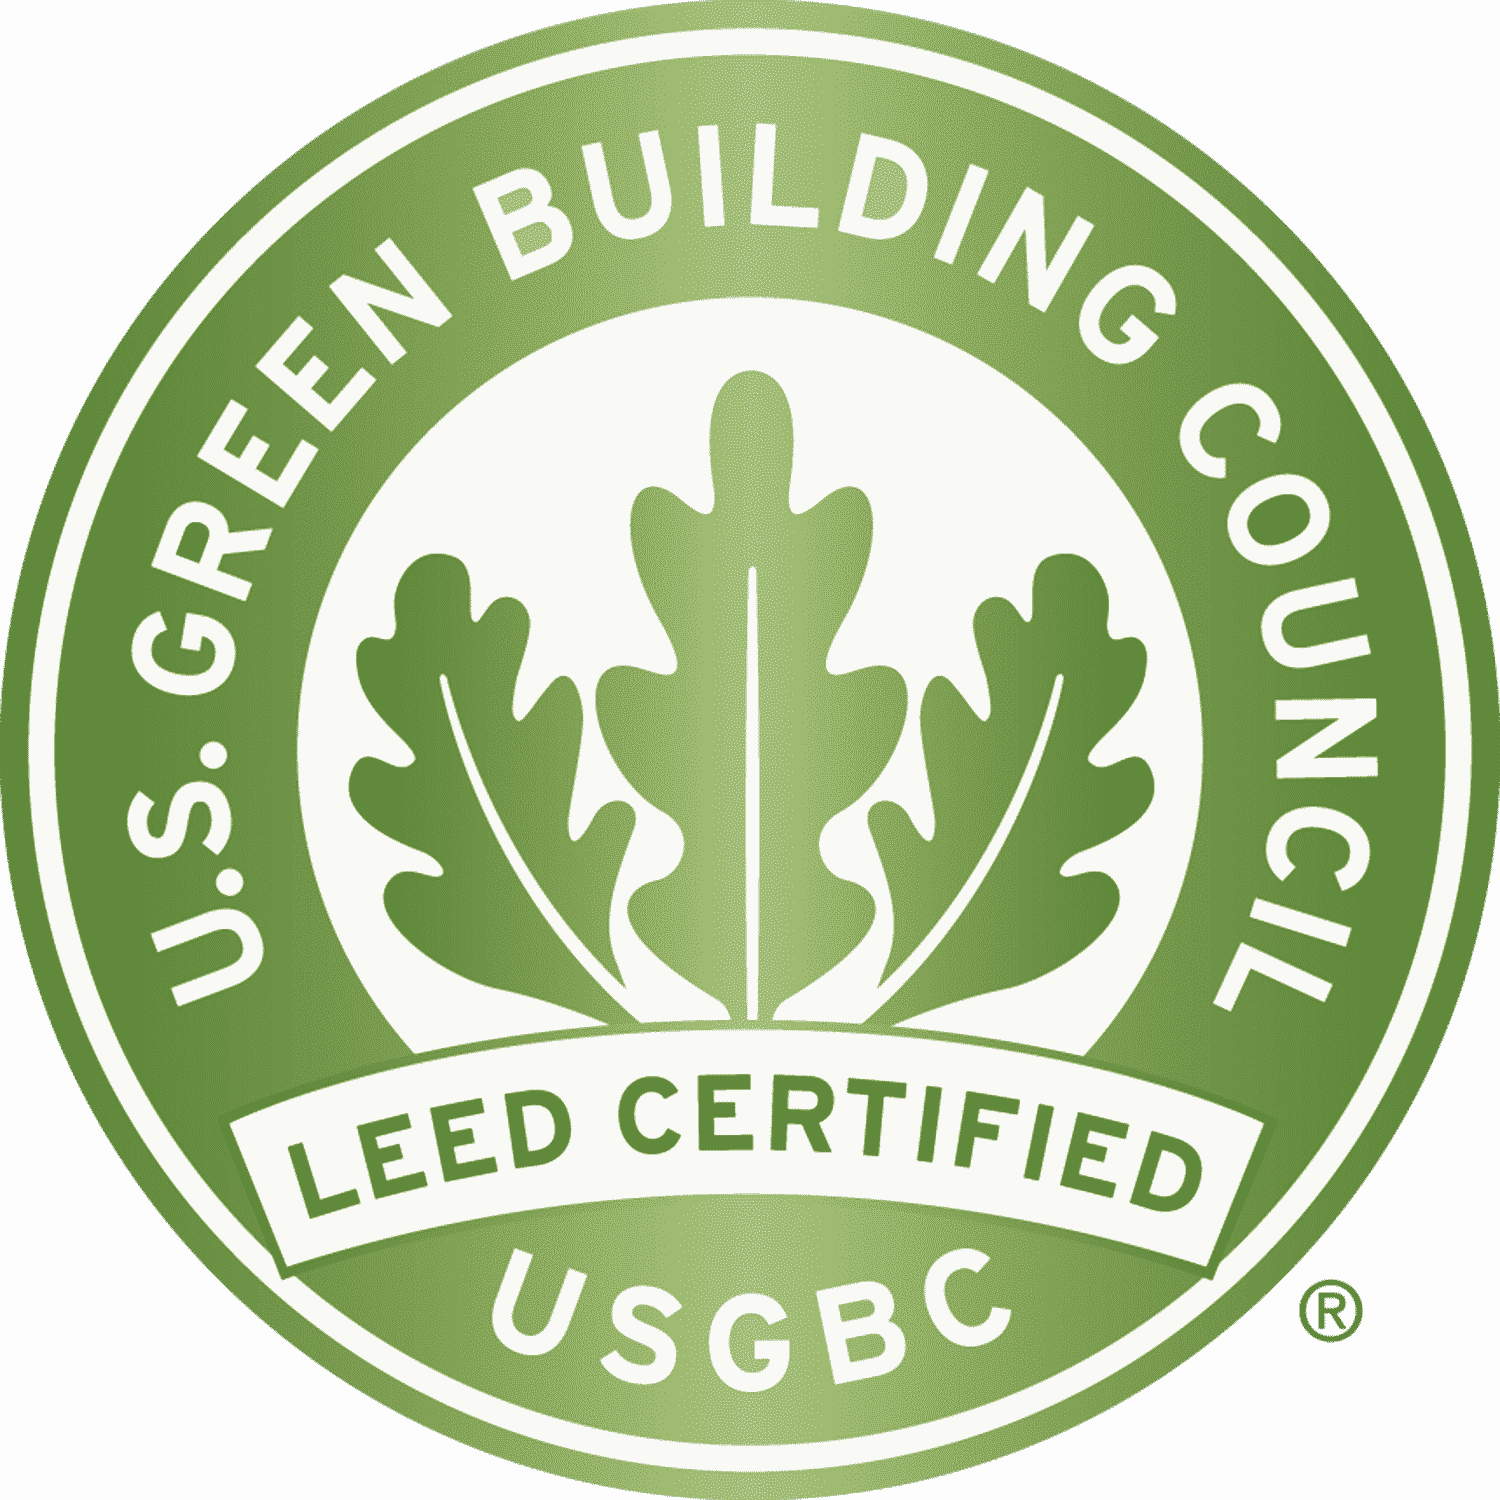 U.S. GREEN BUILDING COUNCIL
LEED CERTIFIED
USGBC
®